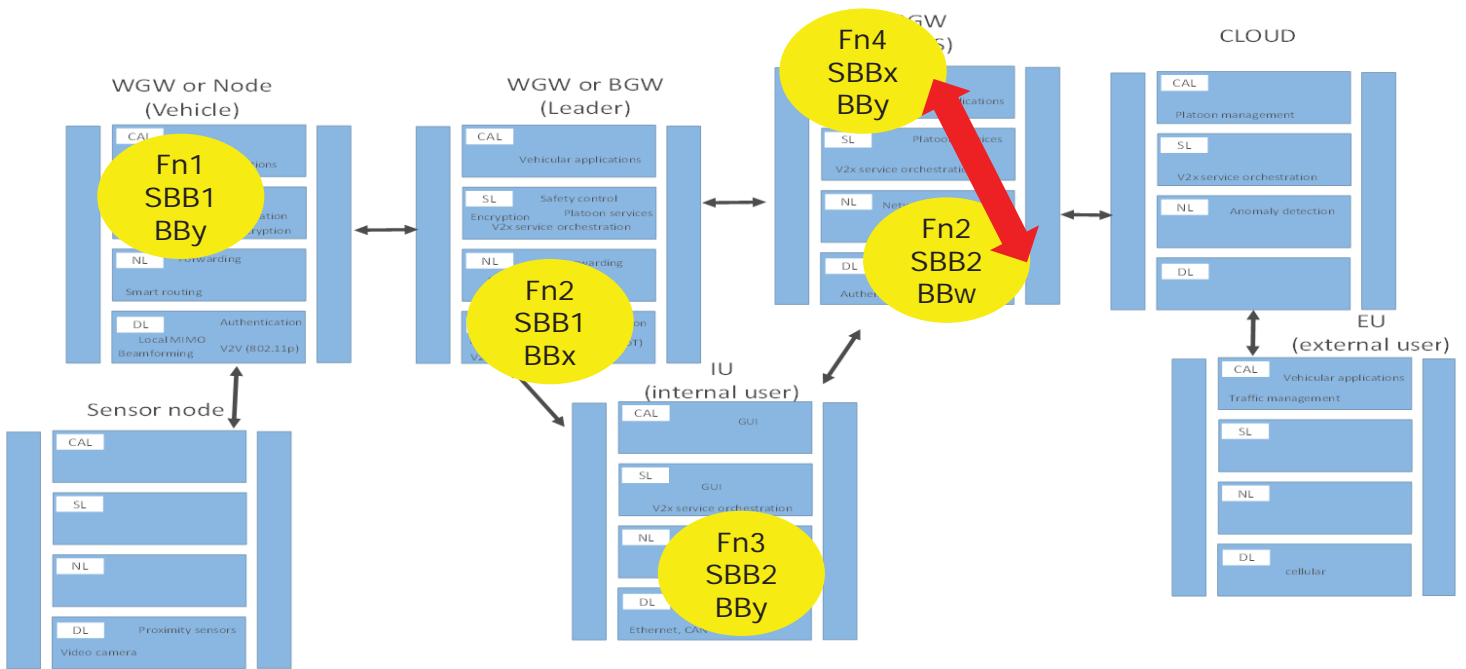 WGW or Node
(Vehicle)
CAL
Fn1
SBB1
BBy
NL
Smart routing
DL
Authentication
Local MIMO
Beamforming
V2V (802.11p)
WGW or BGW
(Leader)
CAL
Vehicular applications
SL
Safety control
Encryption
Platoon services
V2x service orchestration
NL
Fn2
SBB1
BBx
Fn4
SBBx
BBy
SL
V2x service orchestration
NL
Fn2
SBB2
BBw
DL
CLOUD
CAL
Platoon management
SL
V2x service orchestration
NL
Anomaly detection
DL
Sensor node
CAL
SL
NL
DL
Proximity sensors
Video camera
IU
(internal user)
CAL
GUI
SL
GUI
V2x service orchestration
NL
Fn3
SBB2
BBy
DL
Ethernet, CAN
EU
(external user)
CAL
Vehicular applications
Traffic management
SL
NL
DL
cellular